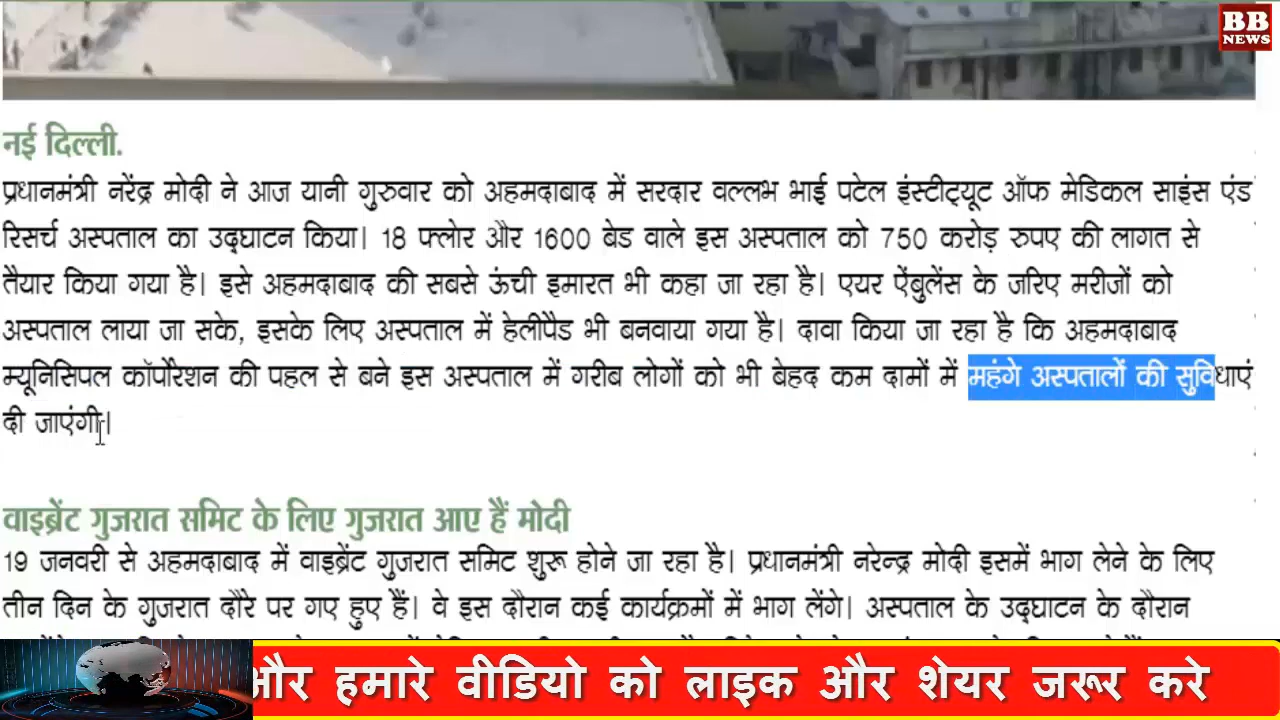 BB
NEWS
नई दिल्ली.
प्रधानमंत्री नरेंद्र मोदी ने आज यानी गुरुवार को अहमदाबाद में सरदार वल्लभ भाई पटेल इंस्टीट्यूट ऑफ मेडिकल साइंस एंड
रिसर्च अस्पताल का उद्घाटन किया। 18 फ्लोर और 1600 बेड वाले इस अस्पताल को 750 करोड़ रुपए की लागत से
तैयार किया गया है। इसे अहमदाबाद की सबसे ऊंची इमारत भी कहा जा रहा है। एयर ऐंबुलेंस के जरिए मरीजों को
अस्पताल लाया जा सके, इसके लिए अस्पताल में हेलीपैड भी बनवाया गया है। दावा किया जा रहा है कि अहमदाबाद
म्यूनिसिपल कॉर्पोरेशन की पहल से बने इस अस्पताल में गरीब लोगों को भी बेहद कम दामों में महंगे अस्पतालों की सुविधाएं
दी जाएंगी।
वाइब्रेंट गुजरात समिट के लिए गुजरात आए हैं मोदी
19 जनवरी से अहमदाबाद में वाइब्रेंट गुजरात समिट शुरू होने जा रहा है। प्रधानमंत्री नरेन्द्र मोदी इसमें भाग लेने के लिए
तीन दिन के गुजरात दौरे पर गए हुए हैं। वे इस दौरान कई कार्यक्रमों में भाग लेंगे। अस्पताल के उद्घाटन के दौरान
और हमारे वीडियो को लाइक और शेयर जरूर करे